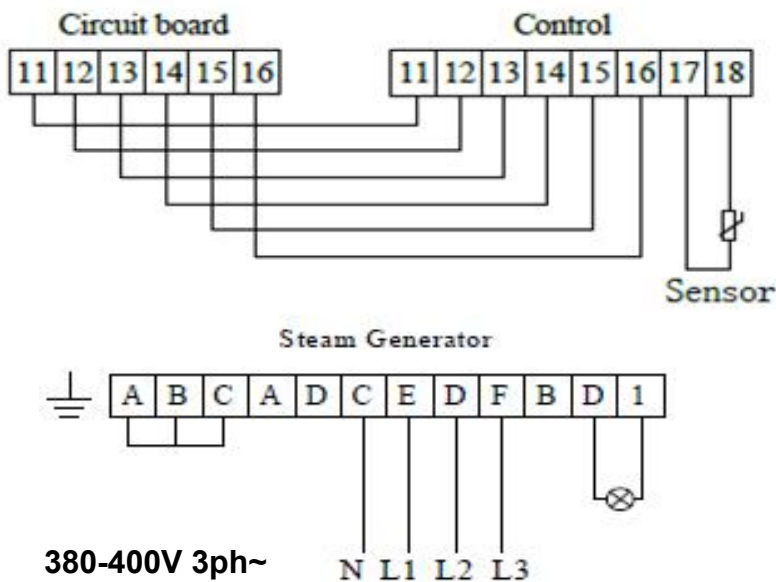 Circuit board Control
11 12 13 14 15 16 11 12 13 14 15 16 17 18
Sensor
Steam Generator
A B C A D C E D F B D 1
380-400V 3ph~ N L1 L2 L3